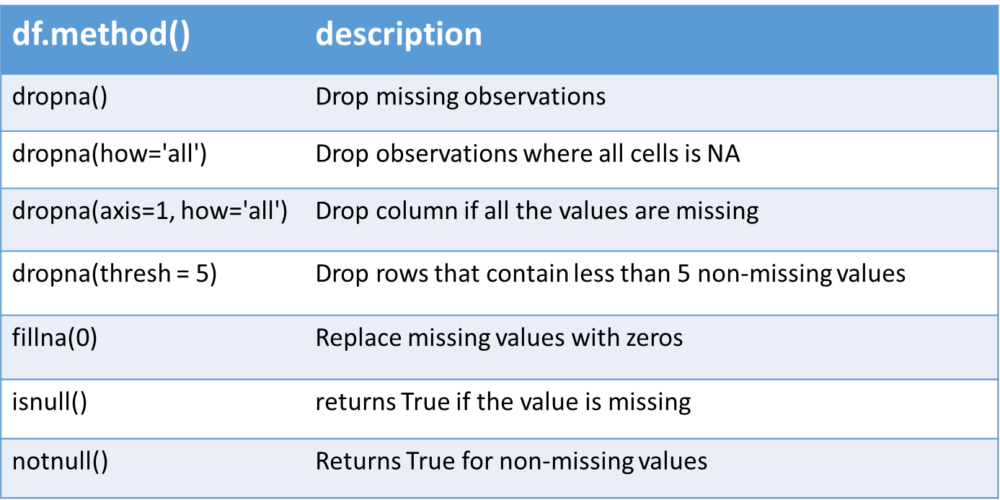 df.method() description
dropna() Drop missing observations
dropna(how='all') Drop observations where all cells is NA
dropna(axis=1, how='all') Drop column if all the values are missing
dropna(thresh = 5) Drop rows that contain less than 5 non-missing values
fillna(0) Replace missing values with zeros
isnull() returns True if the value is missing
notnull() Returns True for non-missing values